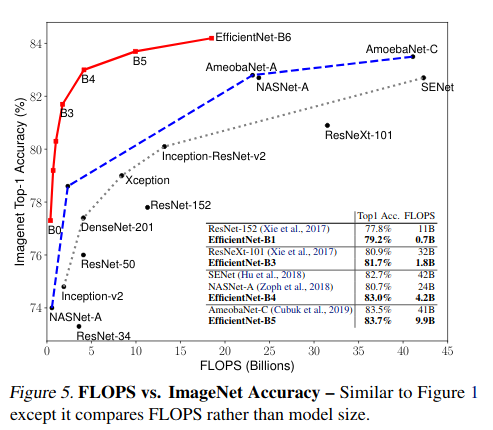 84
82
80
78
76
74
Imagenet Top-1 Accuracy (%)
EfficientNet-B6
B5
B4
B3
B0
AmoebaNet-C
AmoebaNet-A
NASNet-A
SENet
ResNeXt-101
Inception-ResNet-v2
Xception
ResNet-152
DenseNet-201
ResNet-50
Inception-v2
NASNet-A
ResNet-34
Top1 Acc. FLOPS
ResNet-152 (Xie et al., 2017) 77.8% 11B
EfficientNet-B1 79.2% 0.7B
ResNeXt-101 (Xie et al., 2017) 80.9% 32B
EfficientNet-B3 81.7% 1.8B
SENet (Hu et al., 2018) 82.7% 42B
NASNet-A (Zoph et al., 2018) 80.7% 24B
EfficientNet-B4 83.0% 4.2B
AmoebaNet-C (Cubuk et al., 2019) 83.5% 41B
EfficientNet-B5 83.7% 9.9B
0 5 10 15 20 25 30 35 40 45
FLOPS (Billions)
Figure 5. FLOPS vs. ImageNet Accuracy – Similar to Figure 1
except it compares FLOPS rather than model size.